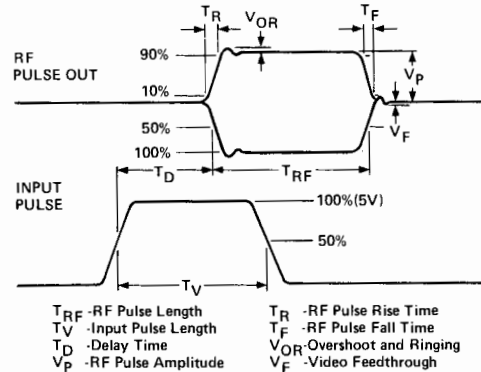 T_R
V_OR
T_F
RF
PULSE OUT
90%
10%
V_P
50%
100%
V_F
T_D
T_RF
INPUT
PULSE
100%(5V)
50%
T_V
T_RF -RF Pulse Length
T_V -Input Pulse Length
T_D -Delay Time
V_P -RF Pulse Amplitude
T_R -RF Pulse Rise Time
T_F -RF Pulse Fall Time
V_OR -Overshoot and Ringing
V_F -Video Feedthrough